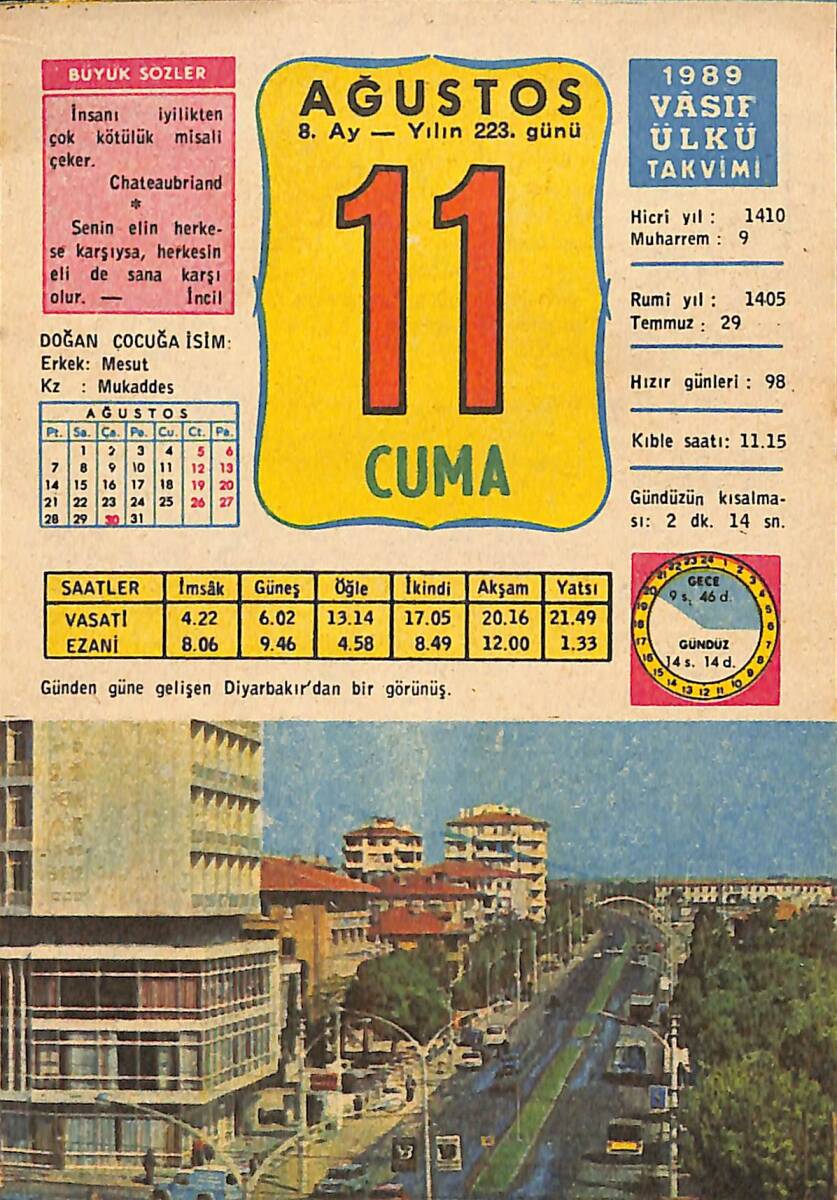 BÜYÜK SÖZLER
İnsanı iyilikten
çok kötülük misali
çeker.
Chateaubriand
*
Senin elin herke-
se karşıysa, herkesin
eli de sana karşı
olur. — İncil
DOĞAN ÇOCUĞA İSİM:
Erkek: Mesut
Kz : Mukaddes
AĞUSTOS
Pt. Sa. Ça. Pe. Cu. Ct. Pa.
1 2 3 4 5 6
7 8 9 10 11 12 13
14 15 16 17 18 19 20
21 22 23 24 25 26 27
28 29 30 31
AĞUSTOS
8. Ay — Yılın 223. günü
11
CUMA
1989
VÂSIF
ÜLKÜ
TAKVİMİ
Hicrî yıl : 1410
Muharrem : 9
Rumî yıl : 1405
Temmuz : 29
Hızır günleri : 98
Kıble saati: 11.15
Gündüzün kısalma-
sı: 2 dk. 14 sn.
SAATLER İmsâk Güneş Öğle İkindi Akşam Yatsı
VASATİ 4.22 6.02 13.14 17.05 20.16 21.49
EZANİ 8.06 9.46 4.58 8.49 12.00 1.33
GECE
9 s. 46 d.
GÜNDÜZ
14 s. 14 d.
Günden güne gelişen Diyarbakır'dan bir görünüş.